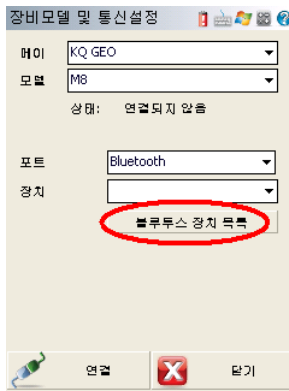 장비모델 및 통신설정
메이 KQ GEO
모델 M8
상태: 연결되지 않음
포트 Bluetooth
장치
블루투스 장치 목록
연결 닫기